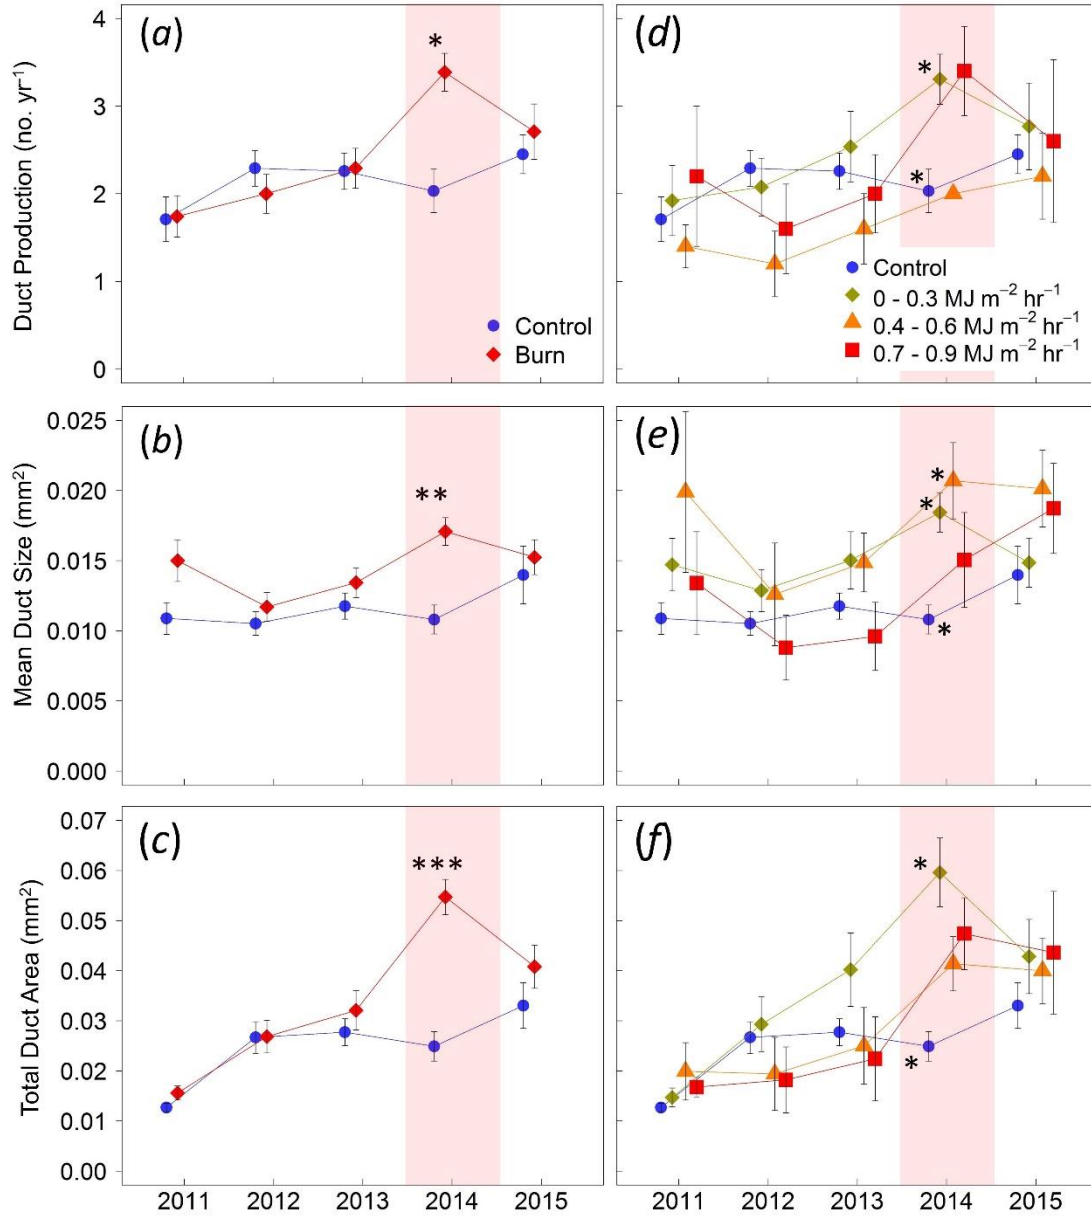 (a)
Duct Production (no. yr⁻¹)
4
3
2
1
0
*
Control
Burn
(d)
*
*
Control
0 - 0.3 MJ m⁻² hr⁻¹
0.4 - 0.6 MJ m⁻² hr⁻¹
0.7 - 0.9 MJ m⁻² hr⁻¹
(b)
Mean Duct Size (mm²)
0.025
0.020
0.015
0.010
0.005
0.000
**
(e)
*
*
*
(c)
Total Duct Area (mm²)
0.07
0.06
0.05
0.04
0.03
0.02
0.01
0.00
***
2011 2012 2013 2014 2015
(f)
*
*
2011 2012 2013 2014 2015